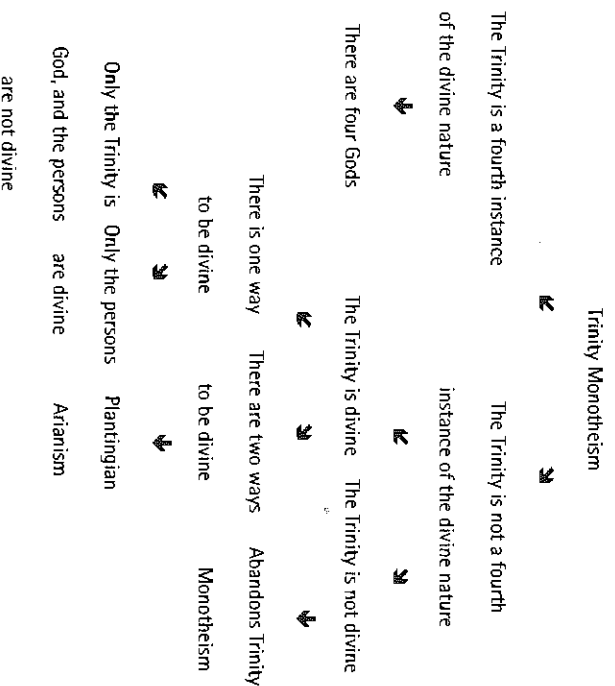 Trinity Monotheism
The Trinity is a fourth instance
of the divine nature
The Trinity is not a fourth
instance of the divine nature
There are four Gods
The Trinity is divine
The Trinity is not divine
There is one way
to be divine
There are two ways
to be divine
Abandons Trinity
Monotheism
Only the Trinity is
God, and the persons
are not divine
Only the persons
are divine
Plantingian
Arianism